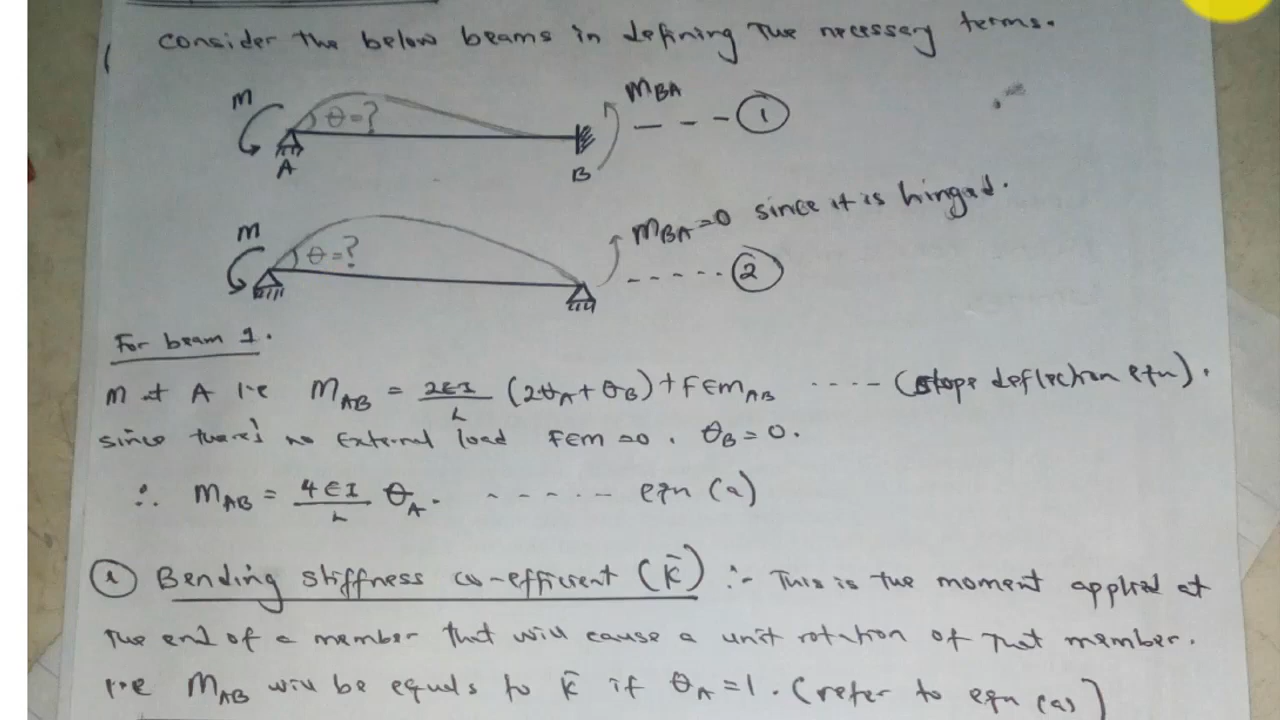 consider the below beams in defining the necessary terms.
M θ=? MBA ---- ①
A B
M θ=? MBA=0 since it is hinged.
----- ②
For beam 1.
M at A i.e MAB = 2EI/L (2θA + θB) + FEMAB ---- (slope deflection eqn).
since there's no External load FEM=0. θB = 0.
∴ MAB = 4EI/L θA. ------ eqn (a)
① Bending stiffness co-efficient (k̄) :- This is the moment applied at
the end of a member that will cause a unit rotation of that member.
i.e MAB will be equals to k̄ if θA = 1. (refer to eqn (a))